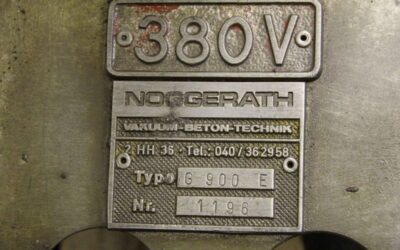 380V
NOGGERATH
VAKUUM-BETON-TECHNIK
2 HH. 36 · Tel.: 040/362958
Typ G 900 E
Nr. 1196